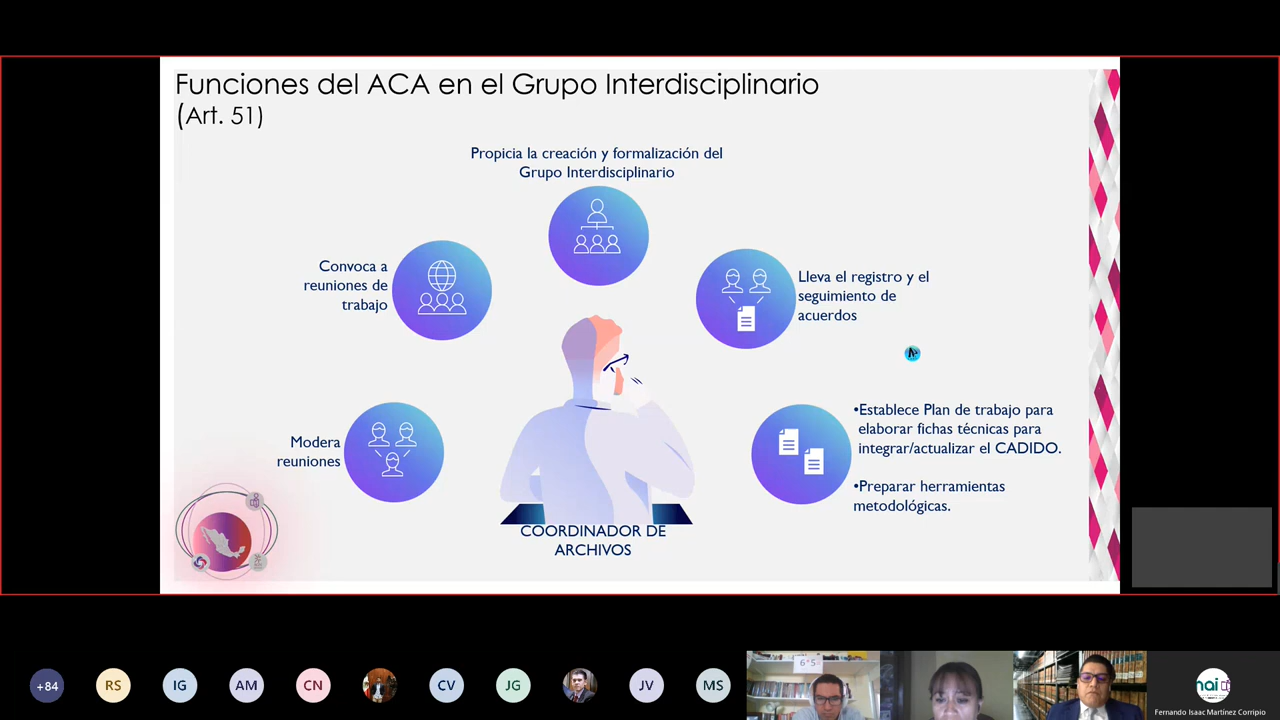 Funciones del ACA en el Grupo Interdisciplinario
(Art. 51)
Propicia la creación y formalización del
Grupo Interdisciplinario
Convoca a
reuniones de
trabajo
Lleva el registro y el
seguimiento de
acuerdos
Modera
reuniones
•Establece Plan de trabajo para
elaborar fichas técnicas para
integrar/actualizar el CADIDO.
•Preparar herramientas
metodológicas.
COORDINADOR DE
ARCHIVOS
+84
RS
IG
AM
CN
CV
JG
JV
MS
6°5
nai
Fernando Isaac Martínez Corripio